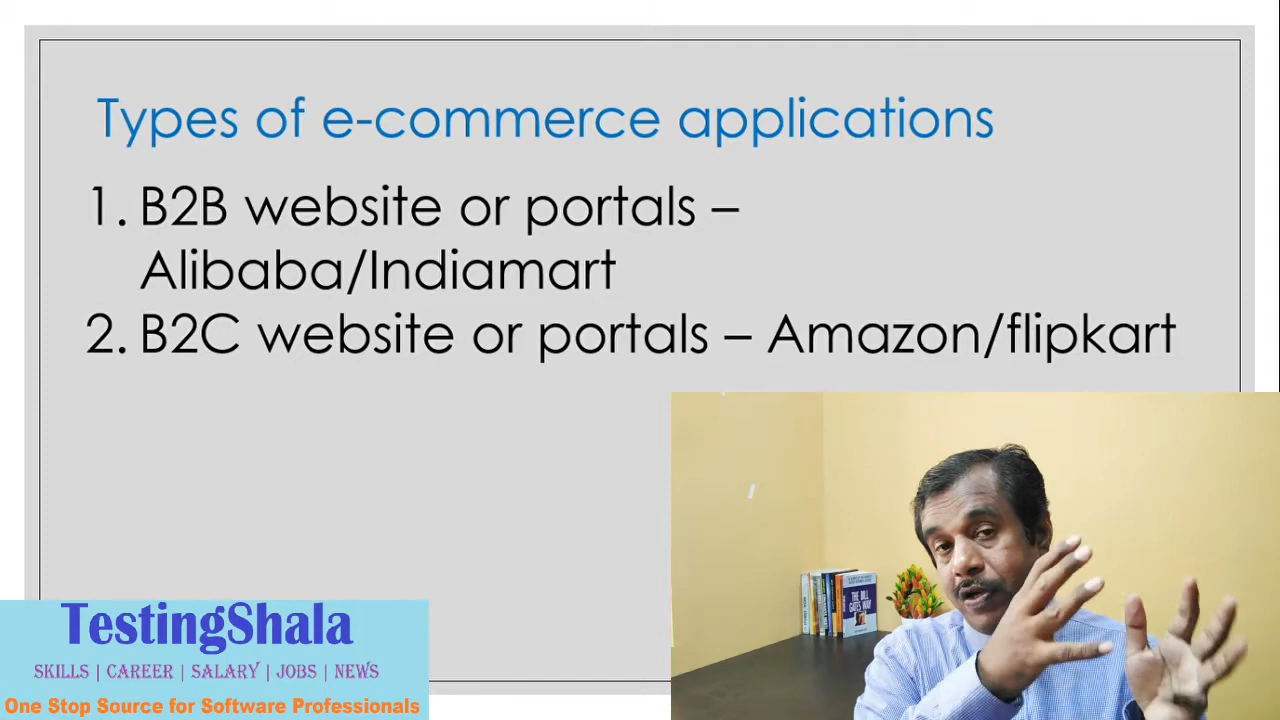 Types of e-commerce applications
1. B2B website or portals –
Alibaba/Indiamart
2. B2C website or portals – Amazon/flipkart
THE BILL
GATES WAY
TestingShala
SKILLS | CAREER | SALARY | JOBS | NEWS
One Stop Source for Software Professionals